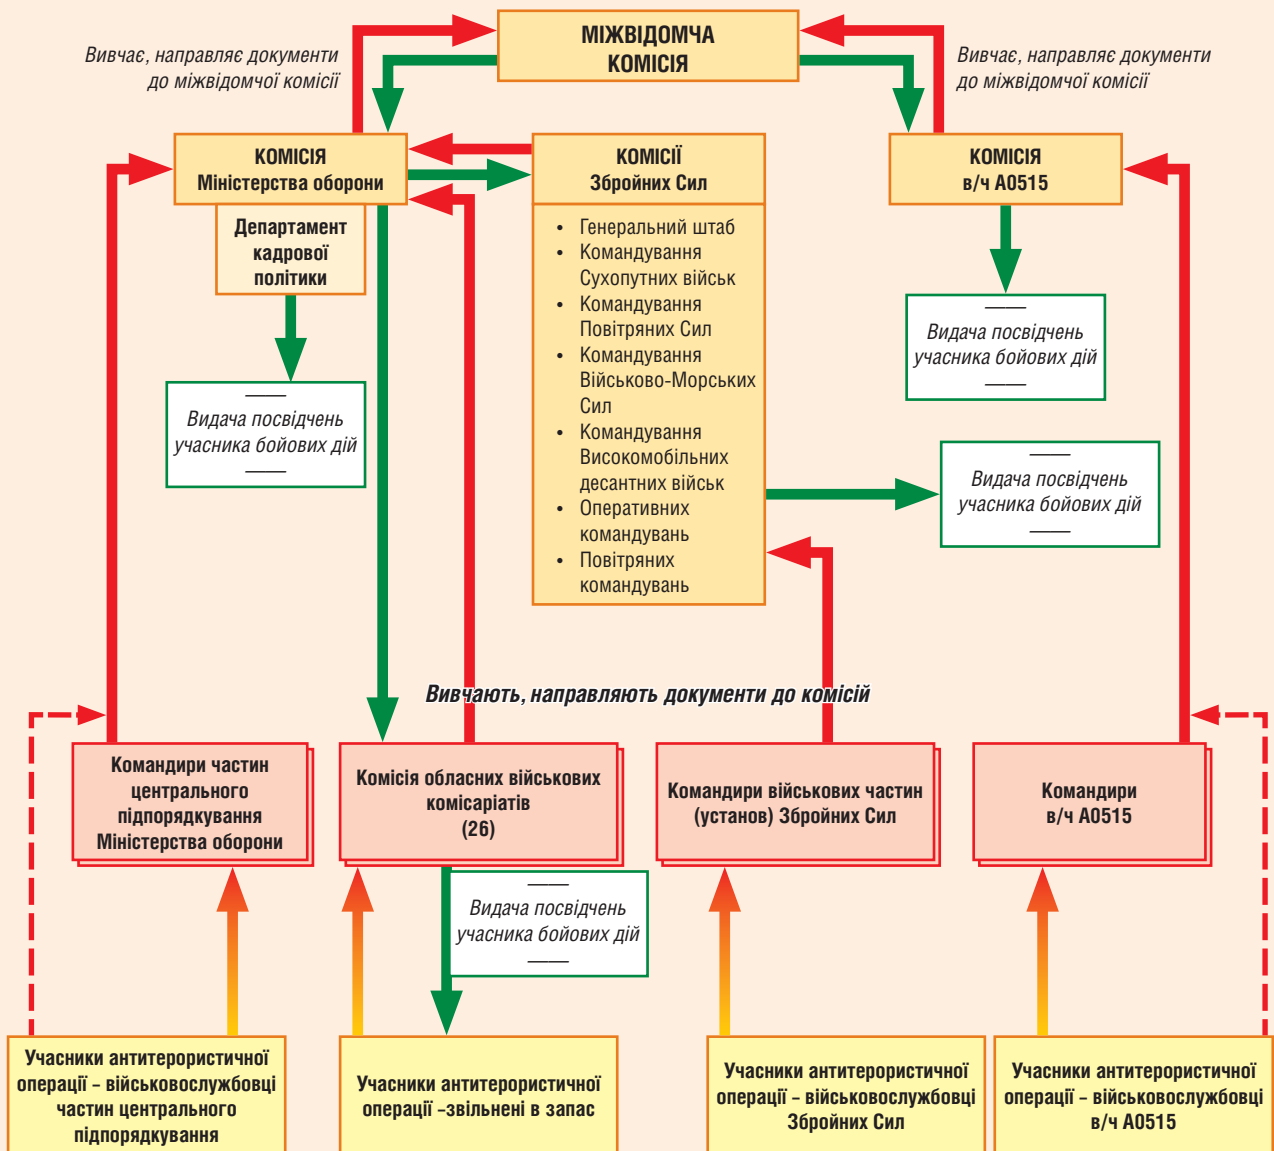 МІЖВІДОМЧА
КОМІСІЯ
Вивчає, направляє документи
до міжвідомчої комісії
Вивчає, направляє документи
до міжвідомчої комісії
КОМІСІЯ
Міністерства оборони
Департамент
кадрової
політики
КОМІСІЇ
Збройних Сил
• Генеральний штаб
• Командування
Сухопутних військ
• Командування
Повітряних Сил
• Командування
Військово-Морських
Сил
• Командування
Високомобільних
десантних військ
• Оперативних
командувань
• Повітряних
командувань
КОМІСІЯ
в/ч А0515
Видача посвідчень
учасника бойових дій
Видача посвідчень
учасника бойових дій
Видача посвідчень
учасника бойових дій
Вивчають, направляють документи до комісій
Командири частин
центрального
підпорядкування
Міністерства оборони
Комісія обласних військових
комісаріатів
(26)
Командири військових частин
(установ) Збройних Сил
Командири
в/ч А0515
Видача посвідчень
учасника бойових дій
Учасники антитерористичної
операції – військовослужбовці
частин центрального
підпорядкування
Учасники антитерористичної
операції –звільнені в запас
Учасники антитерористичної
операції – військовослужбовці
Збройних Сил
Учасники антитерористичної
операції – військовослужбовці
в/ч А0515